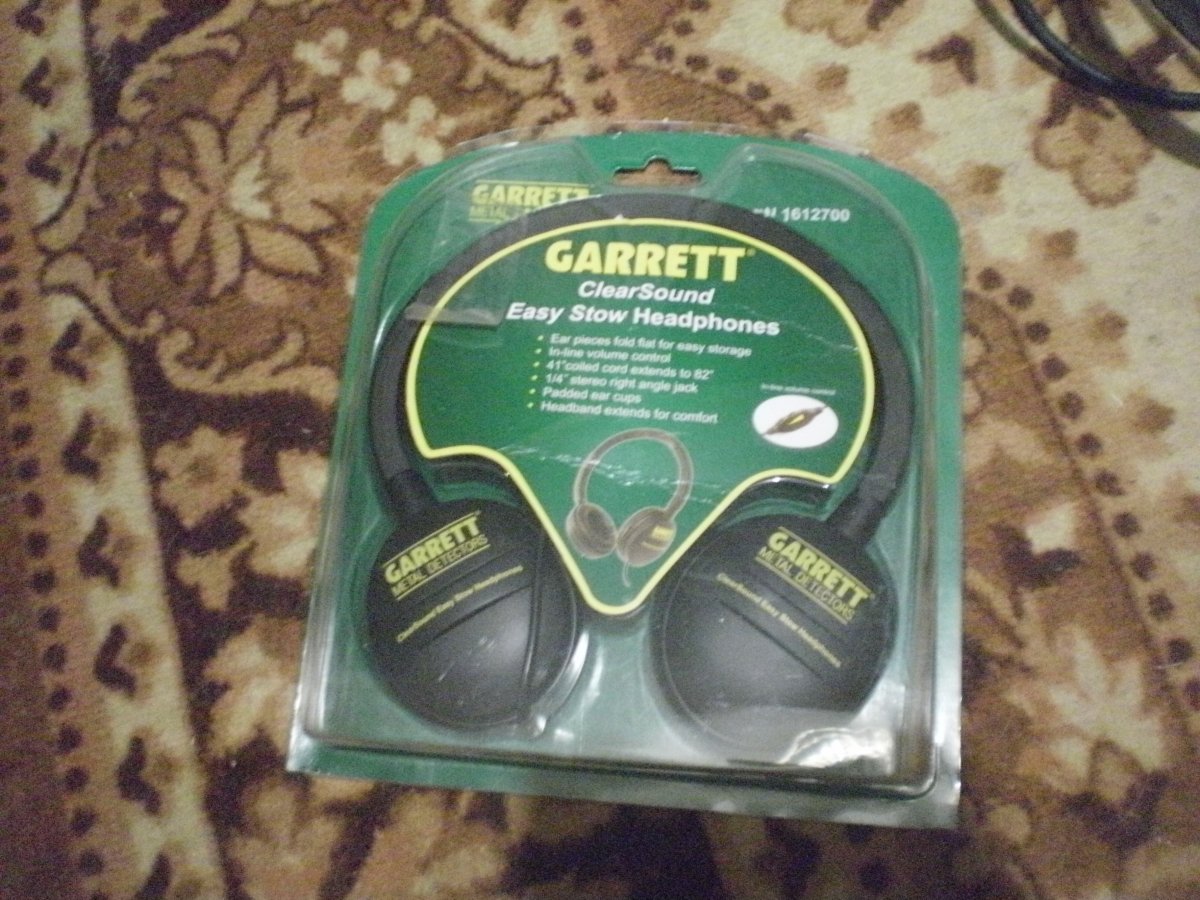 GARRETT
METAL DETECTORS
PN 1612700
GARRETT®
ClearSound
Easy Stow Headphones
• Ear pieces fold flat for easy storage
• In-line volume control
• 41"coiled cord extends to 82"
• 1/4" stereo right angle jack
• Padded ear cups
• Headband extends for comfort
In-line volume control
GARRETT
METAL DETECTORS
ClearSound Easy Stow Headphones
GARRETT
METAL DETECTORS
ClearSound Easy Stow Headphones